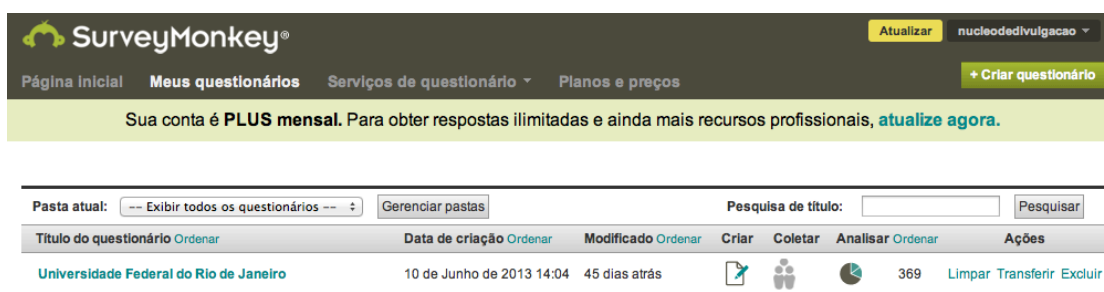 SurveyMonkey®
Atualizar nucleodedivulgacao
Página inicial Meus questionários Serviços de questionário Planos e preços
+ Criar questionário
Sua conta é PLUS mensal. Para obter respostas ilimitadas e ainda mais recursos profissionais, atualize agora.
Pasta atual: -- Exibir todos os questionários -- Gerenciar pastas Pesquisa de título: Pesquisar
Título do questionário Ordenar Data de criação Ordenar Modificado Ordenar Criar Coletar Analisar Ordenar Ações
Universidade Federal do Rio de Janeiro 10 de Junho de 2013 14:04 45 dias atrás 369 Limpar Transferir Excluir